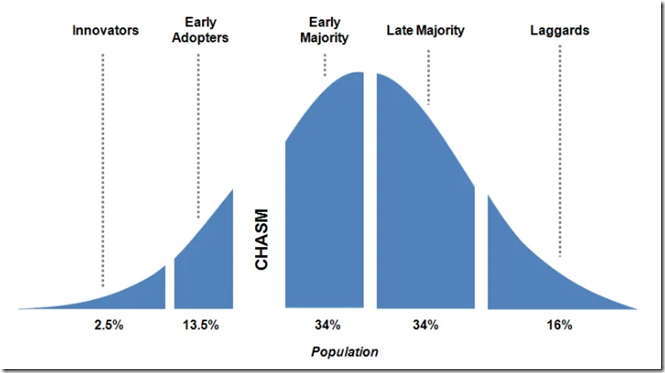 Innovators
Early
Adopters
Early
Majority
Late Majority
Laggards
CHASM
2.5%
13.5%
34%
34%
16%
Population